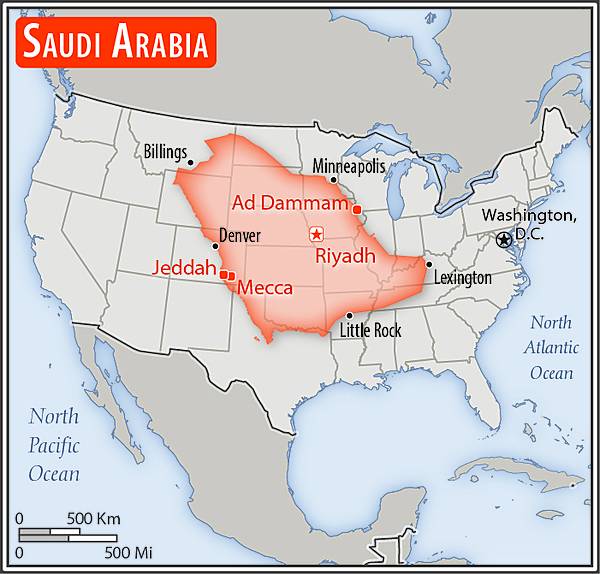 SAUDI ARABIA
Billings
Minneapolis
Ad Dammam
Washington,
D.C.
Denver
Riyadh
Jeddah
Mecca
Lexington
Little Rock
North
Atlantic
Ocean
North
Pacific
Ocean
0 500 Km
0 500 Mi